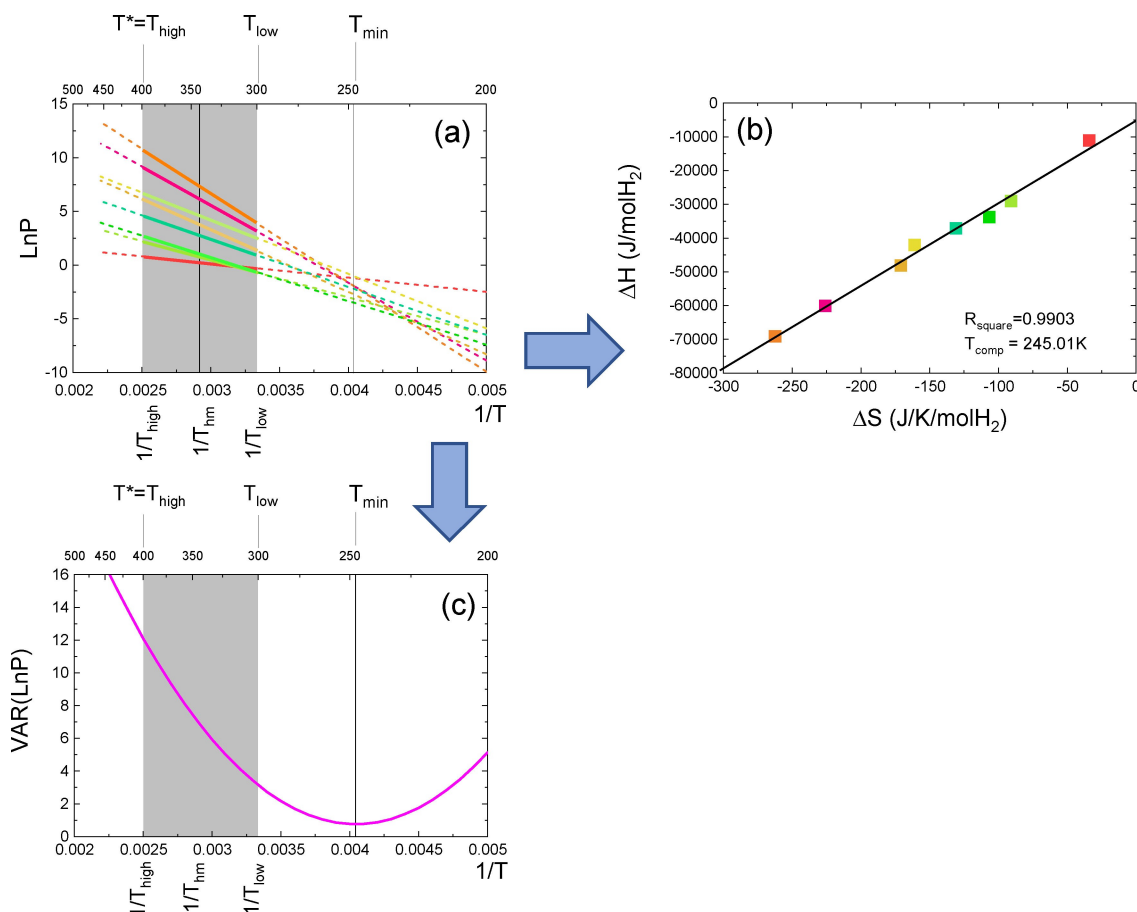 T*=T_high T_low T_min
500 450 400 350 300 250 200
(a)
LnP
15
10
5
0
-5
-10
0.002 0.0025 0.003 0.0035 0.004 0.0045 0.005
1/T
1/T_high
1/T_hm
1/T_low
(b)
ΔH (J/molH₂)
0
-10000
-20000
-30000
-40000
-50000
-60000
-70000
-80000
R_square=0.9903
T_comp = 245.01K
-300 -250 -200 -150 -100 -50 0
ΔS (J/K/molH₂)
T*=T_high T_low T_min
500 450 400 350 300 250 200
(c)
VAR(LnP)
16
14
12
10
8
6
4
2
0
0.002 0.0025 0.003 0.0035 0.004 0.0045 0.005
1/T
1/T_high
1/T_hm
1/T_low